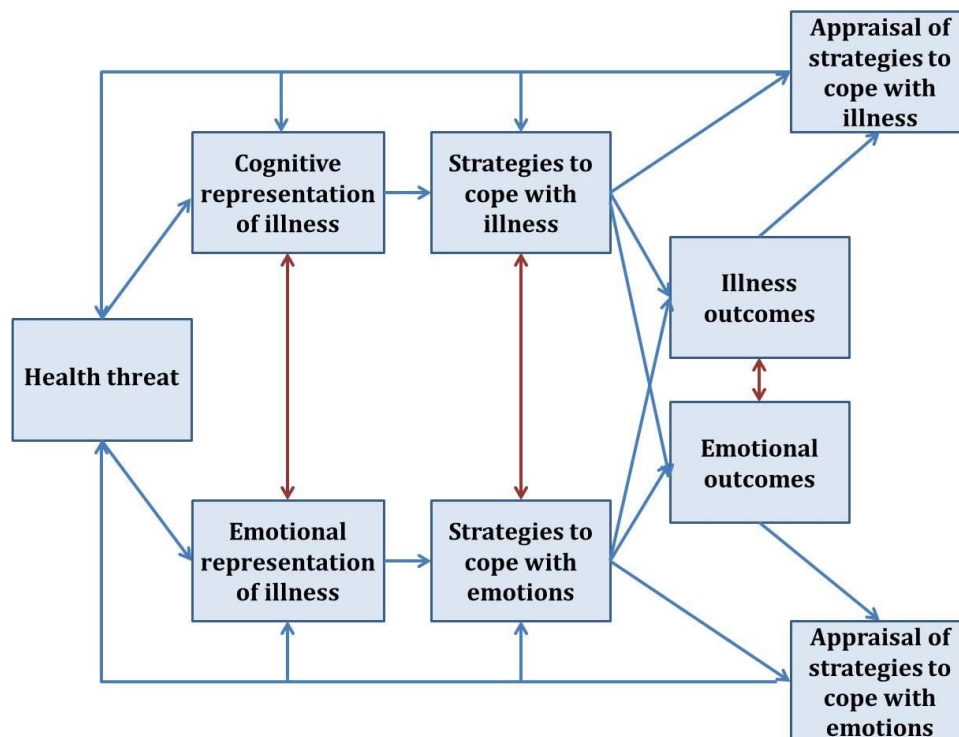 Appraisal of
strategies to
cope with
illness
Cognitive
representation
of illness
Strategies to
cope with
illness
Illness
outcomes
Health threat
Emotional
outcomes
Emotional
representation
of illness
Strategies to
cope with
emotions
Appraisal of
strategies to
cope with
emotions